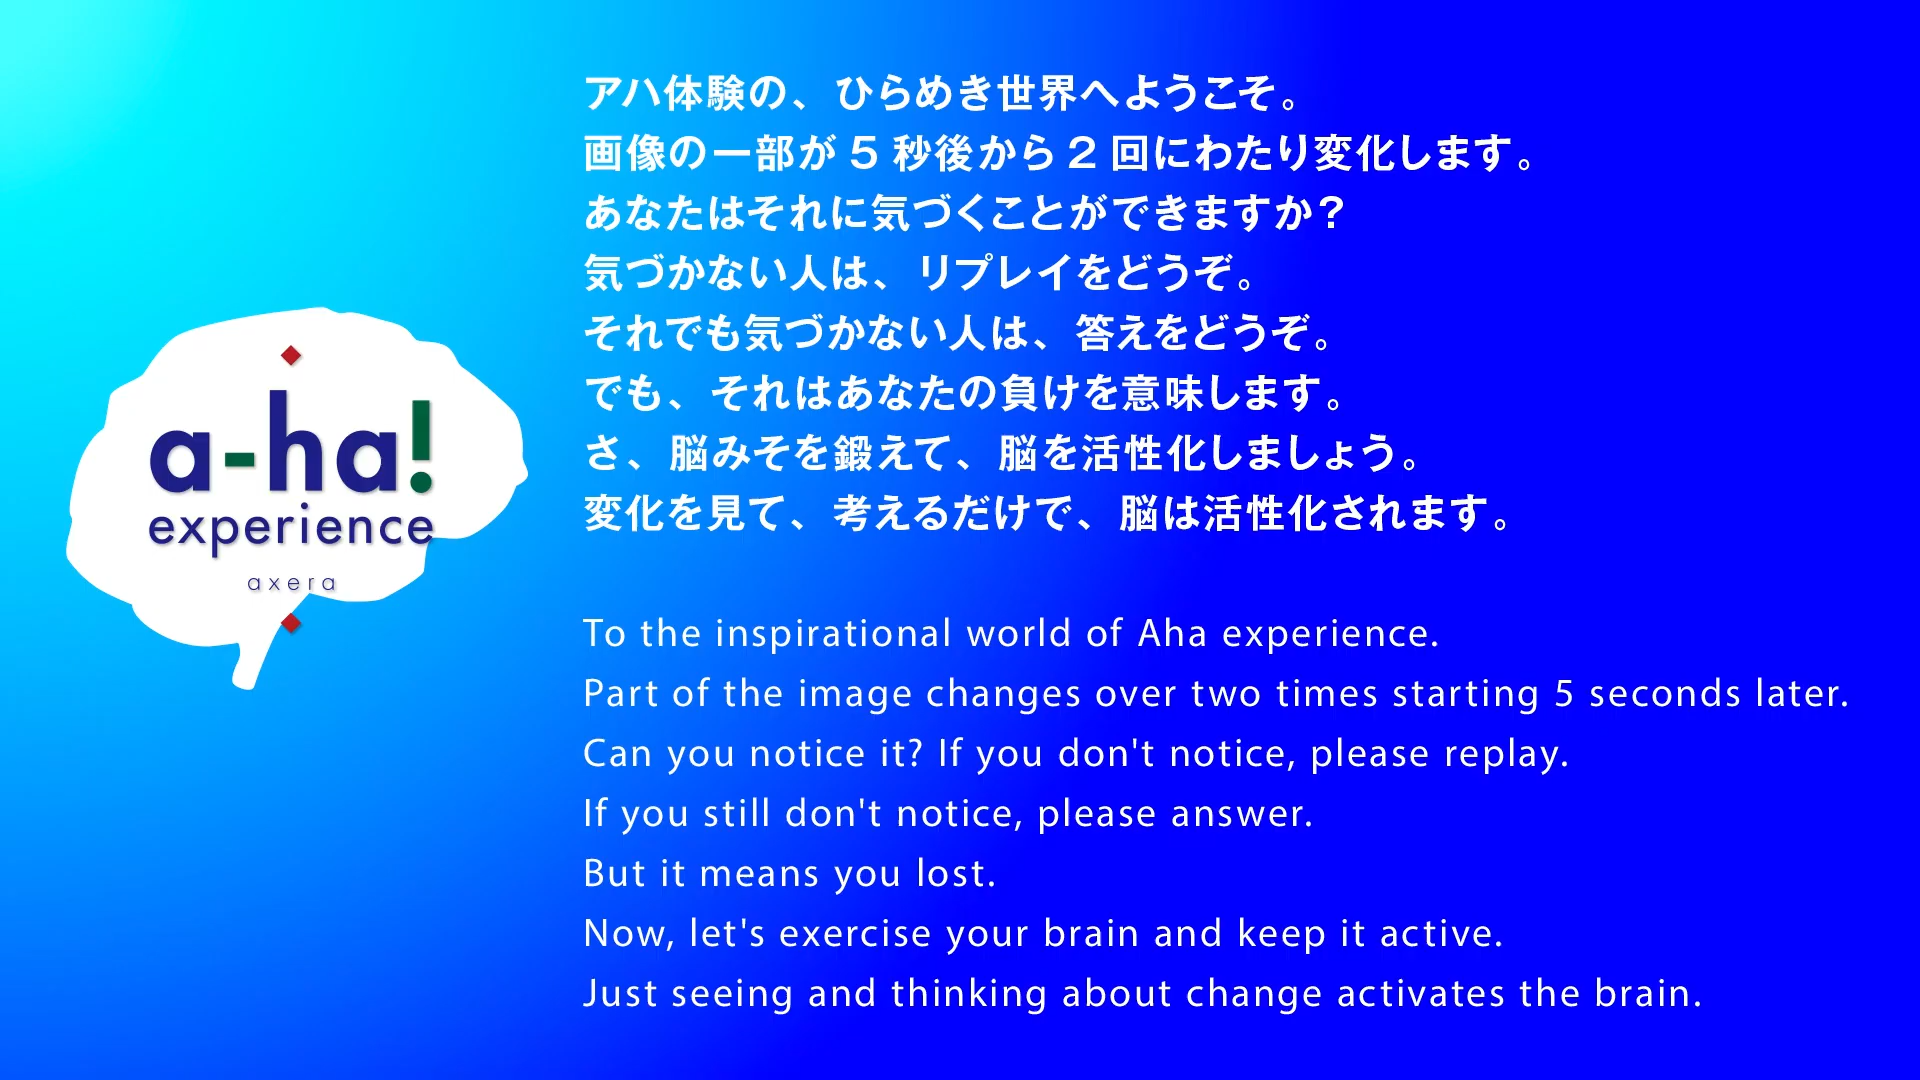 a-ha!
experience
axera
アハ体験の、ひらめき世界へようこそ。
画像の一部が 5 秒後から 2 回にわたり変化します。
あなたはそれに気づくことができますか？
気づかない人は、リプレイをどうぞ。
それでも気づかない人は、答えをどうぞ。
でも、それはあなたの負けを意味します。
さ、脳みそを鍛えて、脳を活性化しましょう。
変化を見て、考えるだけで、脳は活性化されます。
To the inspirational world of Aha experience.
Part of the image changes over two times starting 5 seconds later.
Can you notice it? If you don't notice, please replay.
If you still don't notice, please answer.
But it means you lost.
Now, let's exercise your brain and keep it active.
Just seeing and thinking about change activates the brain.